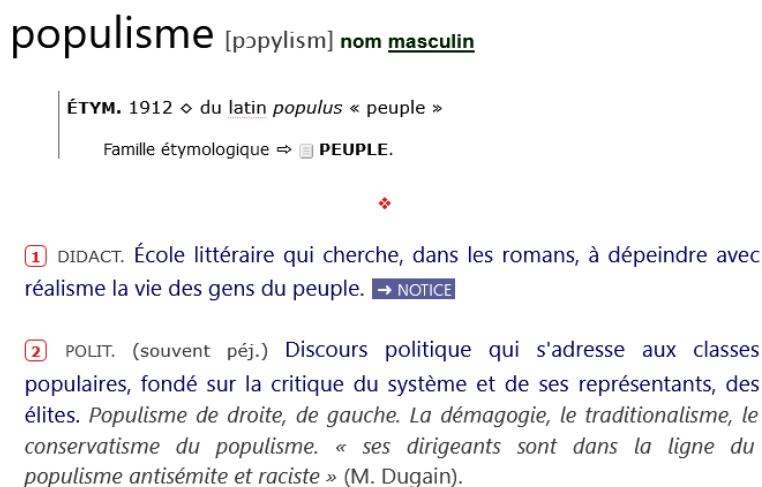 populisme [pɔpylism] nom masculin
ÉTYM. 1912 ⋄ du latin populus « peuple »
Famille étymologique ⇨ PEUPLE.
❖
1 DIDACT. École littéraire qui cherche, dans les romans, à dépeindre avec
réalisme la vie des gens du peuple. → NOTICE
2 POLIT. (souvent péj.) Discours politique qui s'adresse aux classes
populaires, fondé sur la critique du système et de ses représentants, des
élites. Populisme de droite, de gauche. La démagogie, le traditionalisme, le
conservatisme du populisme. « ses dirigeants sont dans la ligne du
populisme antisémite et raciste » (M. Dugain).